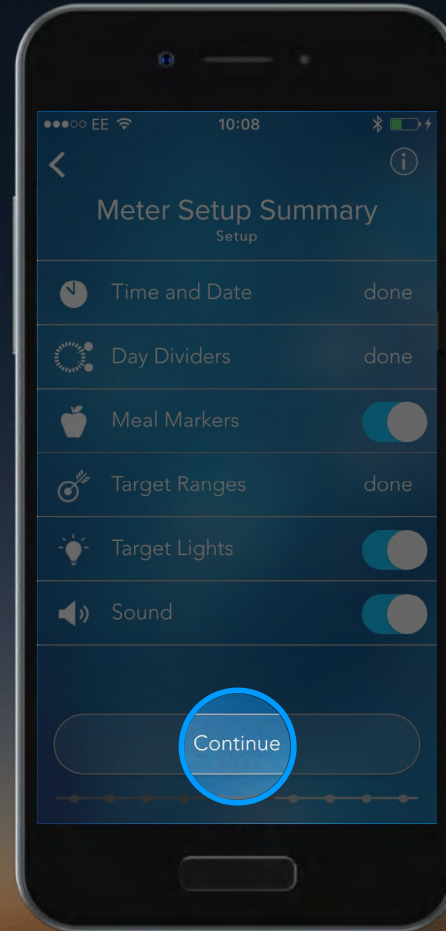 EE 10:08
Meter Setup Summary
Setup
Time and Date done
Day Dividers done
Meal Markers
Target Ranges done
Target Lights
Sound
Continue